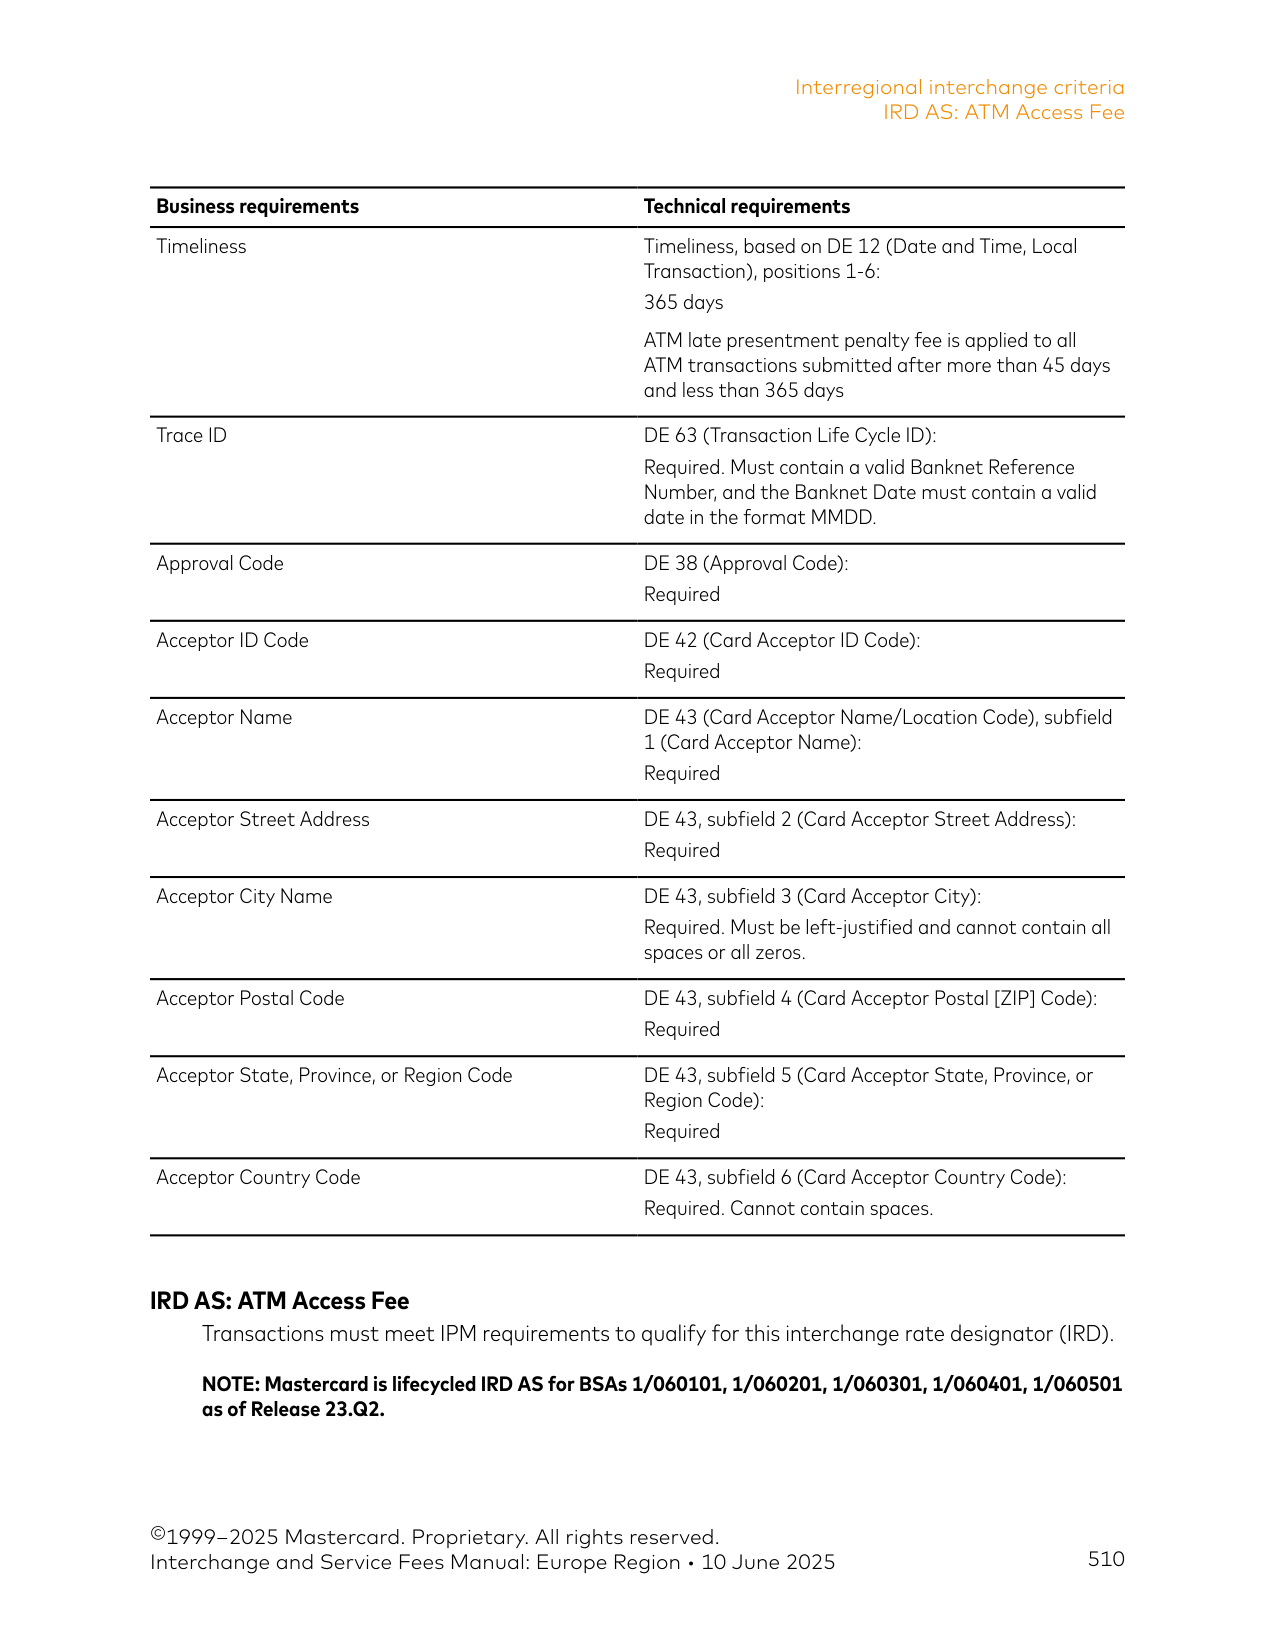 Interregional interchange criteria
IRD AS: ATM Access Fee
Business requirements
Technical requirements
Timeliness
Timeliness, based on DE 12 (Date and Time, Local
Transaction), positions 1-6:
365 days
ATM late presentment penalty fee is applied to all
ATM transactions submitted after more than 45 days
and less than 365 days
Trace ID
DE 63 (Transaction Life Cycle ID):
Required. Must contain a valid Banknet Reference
Number, and the Banknet Date must contain a valid
date in the format MMDD.
Approval Code
DE 38 (Approval Code):
Required
Acceptor ID Code
DE 42 (Card Acceptor ID Code):
Required
Acceptor Name
DE 43 (Card Acceptor Name/Location Code), subfield
1 (Card Acceptor Name):
Required
Acceptor Street Address
DE 43, subfield 2 (Card Acceptor Street Address):
Required
Acceptor City Name
DE 43, subfield 3 (Card Acceptor City):
Required. Must be left-justified and cannot contain all
spaces or all zeros.
Acceptor Postal Code
DE 43, subfield 4 (Card Acceptor Postal [ZIP] Code):
Required
Acceptor State, Province, or Region Code
DE 43, subfield 5 (Card Acceptor State, Province, or
Region Code):
Required
Acceptor Country Code
DE 43, subfield 6 (Card Acceptor Country Code):
Required. Cannot contain spaces.
IRD AS: ATM Access Fee
Transactions must meet IPM requirements to qualify for this interchange rate designator (IRD).
NOTE: Mastercard is lifecycled IRD AS for BSAs 1/060101, 1/060201, 1/060301, 1/060401, 1/060501
as of Release 23.Q2.
©1999–2025 Mastercard. Proprietary. All rights reserved.
Interchange and Service Fees Manual: Europe Region • 10 June 2025
510